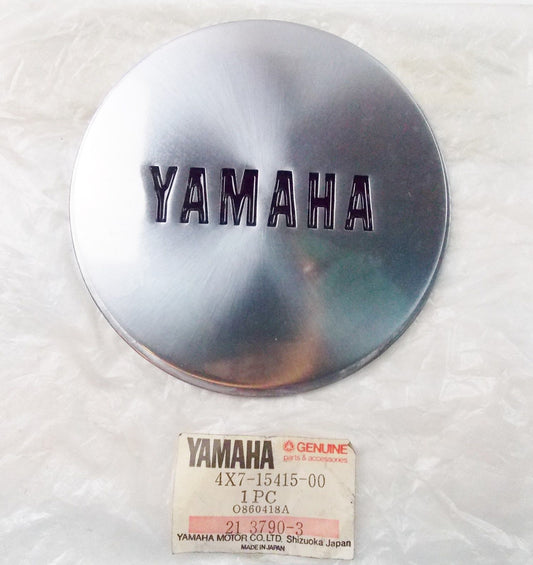 YAMAHA
YAMAHA GENUINE
parts & accessories
4X7-15415-00
1PC
O860418A
21 3790-3
YAMAHA MOTOR CO., LTD. Shizuoka Japan
MADE IN JAPAN